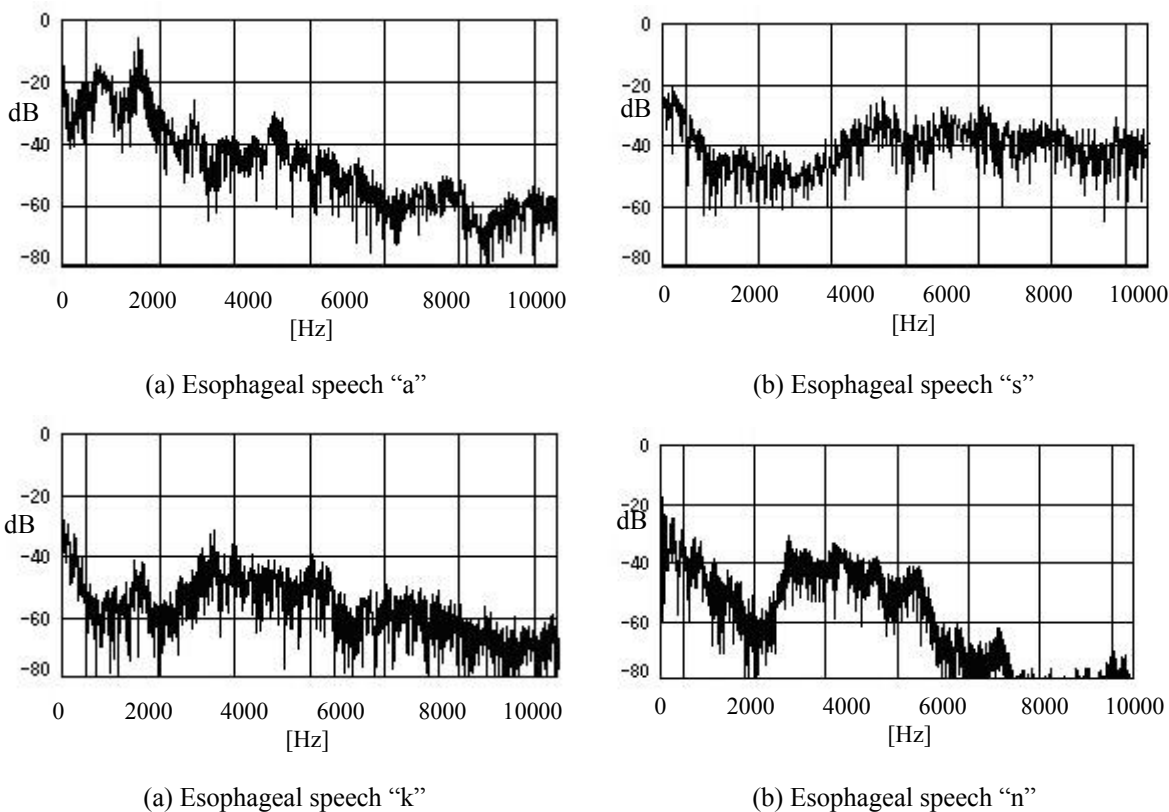 0
−20
dB
−40
−60
−80
0 2000 4000 6000 8000 10000
[Hz]
(a) Esophageal speech “a”
0
−20
dB
−40
−60
−80
0 2000 4000 6000 8000 10000
[Hz]
(b) Esophageal speech “s”
0
−20
dB
−40
−60
−80
0 2000 4000 6000 8000 10000
[Hz]
(a) Esophageal speech “k”
0
−20
dB
−40
−60
−80
0 2000 4000 6000 8000 10000
[Hz]
(b) Esophageal speech “n”